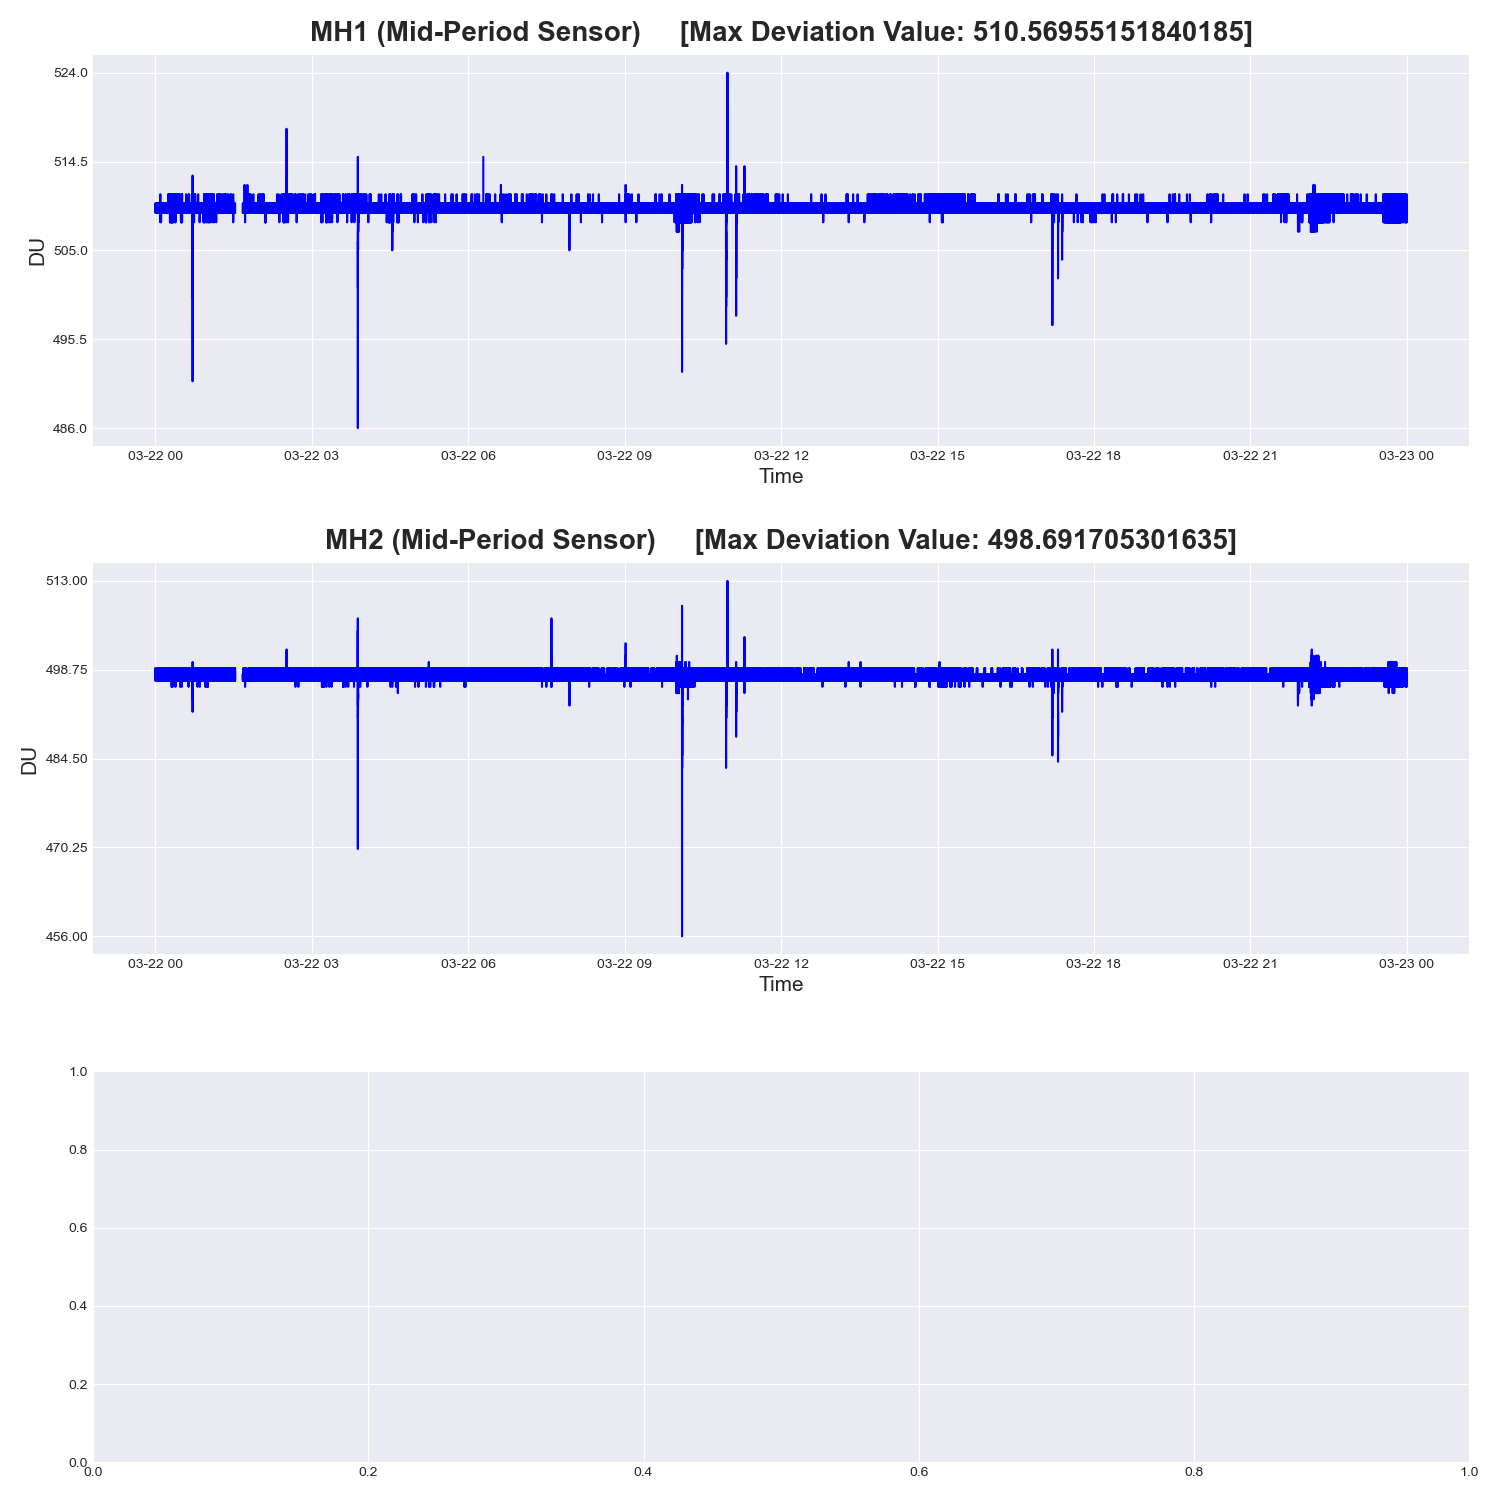 MH1 (Mid-Period Sensor) [Max Deviation Value: 510.56955151840185]
524.0
514.5
505.0
495.5
486.0
DU
03-22 00 03-22 03 03-22 06 03-22 09 03-22 12 03-22 15 03-22 18 03-22 21 03-23 00
Time
MH2 (Mid-Period Sensor) [Max Deviation Value: 498.691705301635]
513.00
498.75
484.50
470.25
456.00
DU
03-22 00 03-22 03 03-22 06 03-22 09 03-22 12 03-22 15 03-22 18 03-22 21 03-23 00
Time
1.0
0.8
0.6
0.4
0.2
0.0
0.0 0.2 0.4 0.6 0.8 1.0